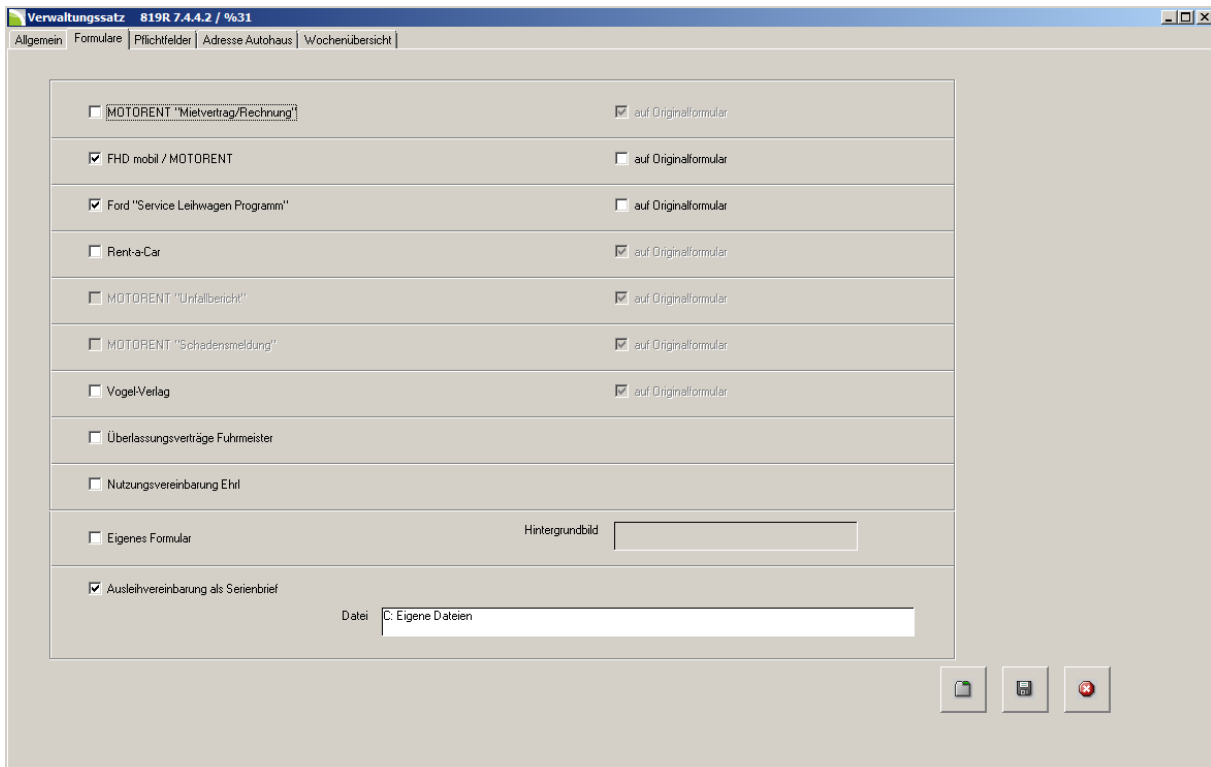 Verwaltungssatz 819R 7.4.4.2 / %31
Allgemein Formulare Pflichtfelder Adresse Autohaus Wochenübersicht
MOTORENT "Mietvertrag/Rechnung" auf Originalformular
FHD mobil / MOTORENT auf Originalformular
Ford "Service Leihwagen Programm" auf Originalformular
Rent-a-Car auf Originalformular
MOTORENT "Unfallbericht" auf Originalformular
MOTORENT "Schadensmeldung" auf Originalformular
Vogel-Verlag auf Originalformular
Überlassungsverträge Fuhrmeister
Nutzungsvereinbarung Ehrl
Eigenes Formular Hintergrundbild
Ausleihvereinbarung als Serienbrief
Datei C: Eigene Dateien